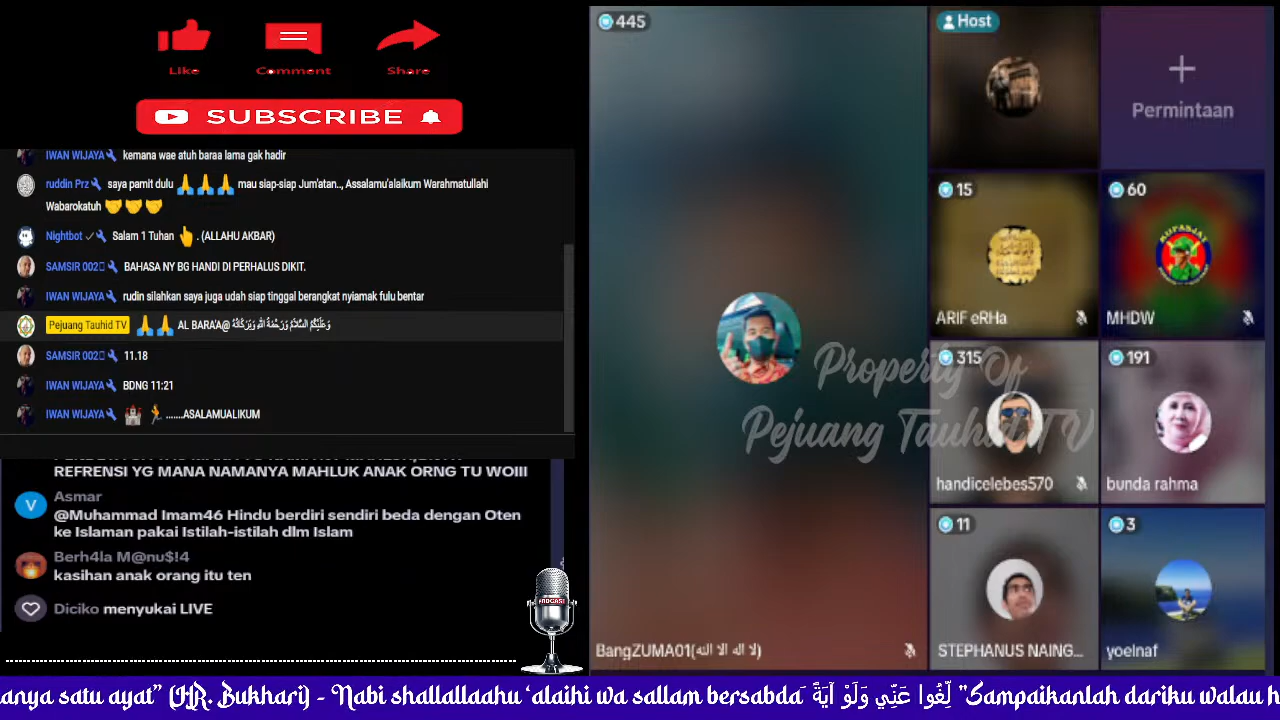 Like
Comment
Share
SUBSCRIBE
IWAN WIJAYA kemana wae atuh baraa lama gak hadir
ruddin Prz saya pamit dulu 🙏🙏🙏 mau siap-siap Jum'atan.., Assalamu'alaikum Warahmatullahi
Wabarokatuh 🤝🤝🤝
Nightbot ✓ Salam 1 Tuhan 👆. (ALLAHU AKBAR)
SAMSIR 002 BAHASA NY BG HANDI DI PERHALUS DIKIT.
IWAN WIJAYA rudin silahkan saya juga udah siap tinggal berangkat nyiamak fulu bentar
Pejuang Tauhid TV 🙏🙏 AL BARA'A@ وَعَلَيْكُمُ السَّلَامُ وَرَحْمَةُ اللهِ وَبَرَكَاتُهُ
SAMSIR 002 11.18
IWAN WIJAYA BDNG 11:21
IWAN WIJAYA 🏰 🏃.......ASALAMUALIKUM
REFRENSI YG MANA NAMANYA MAHLUK ANAK ORNG TU WOIII
Asmar
@Muhammad Imam46 Hindu berdiri sendiri beda dengan Oten
ke Islaman pakai Istilah-istilah dlm Islam
Berh4la M@nu$!4
kasihan anak orang itu ten
Diciko menyukai LIVE
PODCAST
445
BangZUMA01(لا اله الا الله)
Host
Permintaan
15
ARIF eRHa
60
MHDW
315
handicelebes570
191
bunda rahma
11
STEPHANUS NAING...
3
yoelnaf
Property Of
Pejuang Tauhid TV
anya satu ayat” (HR. Bukhari) - Nabi shallallaahu ‘alaihi wa sallam bersabda َ لِّغُوا عَنِّي وَلَوْ آيَةً "Sampaikanlah dariku walau h